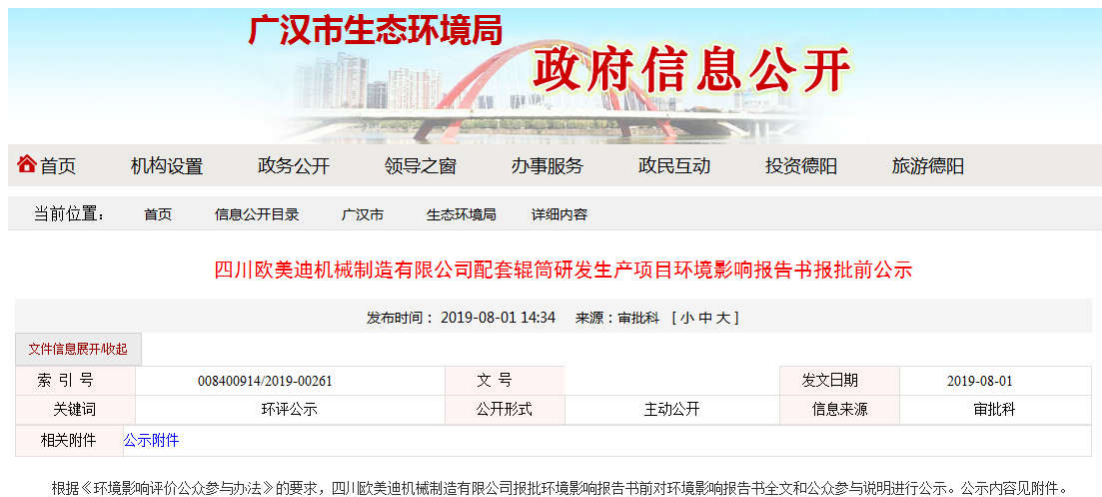 广汉市生态环境局
政府信息公开
首页 机构设置 政务公开 领导之窗 办事服务 政民互动 投资德阳 旅游德阳
当前位置： 首页 信息公开目录 广汉市 生态环境局 详细内容
四川欧美迪机械制造有限公司配套辊筒研发生产项目环境影响报告书报批前公示
发布时间： 2019-08-01 14:34 来源：审批科 [ 小 中 大 ]
文件信息展开/收起
索 引 号 008400914/2019-00261 文 号 发文日期 2019-08-01
关键词 环评公示 公开形式 主动公开 信息来源 审批科
相关附件 公示附件
根据《环境影响评价公众参与办法》的要求，四川欧美迪机械制造有限公司报批环境影响报告书前对环境影响报告书全文和公众参与说明进行公示。公示内容见附件。